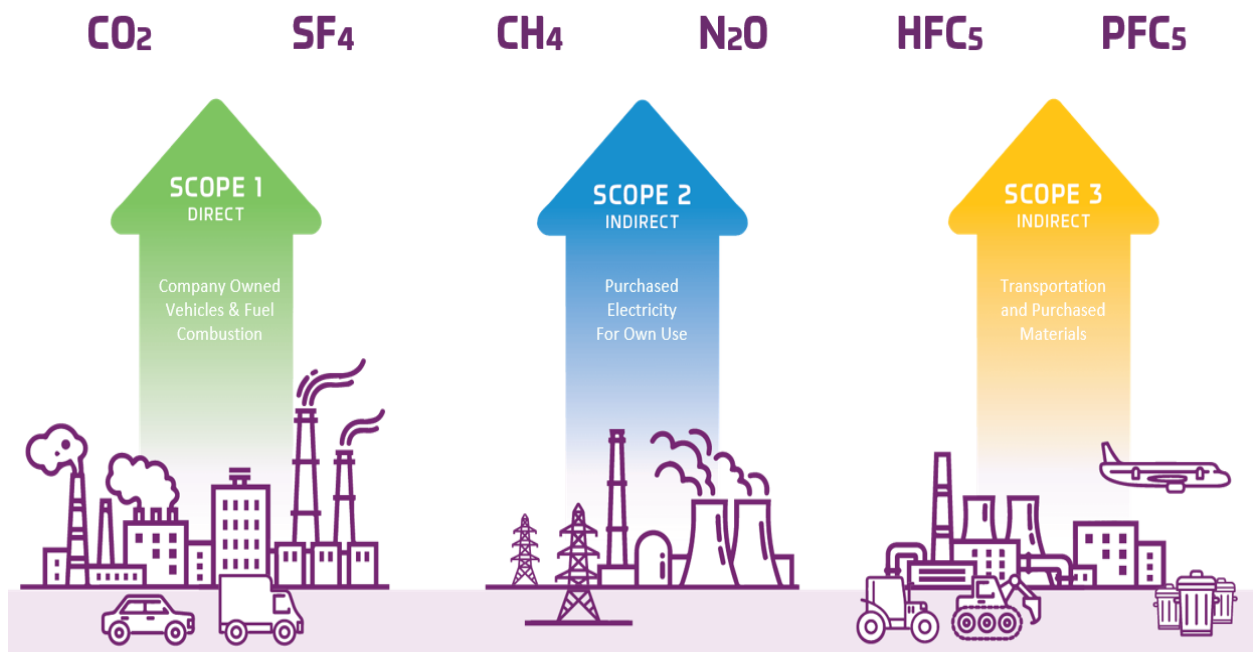 CO₂ SF₄ CH₄ N₂O HFC₅ PFC₅
SCOPE 1
DIRECT
Company Owned
Vehicles & Fuel
Combustion
SCOPE 2
INDIRECT
Purchased
Electricity
For Own Use
SCOPE 3
INDIRECT
Transportation
and Purchased
Materials